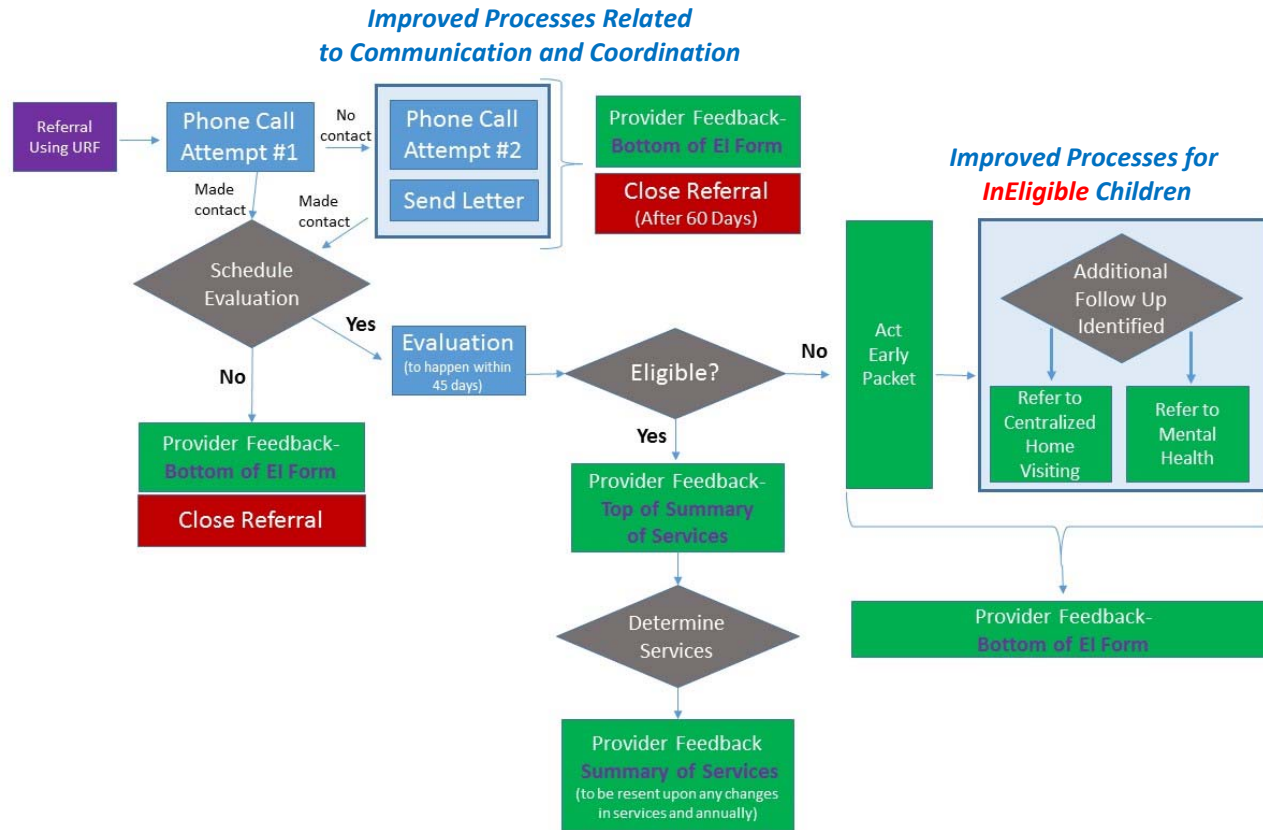 Improved Processes Related
to Communication and Coordination
Referral
Using URF
Phone Call
Attempt #1
No
contact
Phone Call
Attempt #2
Send Letter
Provider Feedback-
Bottom of EI Form
Close Referral
(After 60 Days)
Made
contact
Made
contact
Schedule
Evaluation
Yes
No
Provider Feedback-
Bottom of EI Form
Close Referral
Evaluation
(to happen within
45 days)
Eligible?
No
Yes
Provider Feedback-
Top of Summary
of Services
Determine
Services
Provider Feedback
Summary of Services
(to be resent upon any changes
in services and annually)
Improved Processes for
InEligible Children
Act
Early
Packet
Additional
Follow Up
Identified
Refer to
Centralized
Home
Visiting
Refer to
Mental
Health
Provider Feedback-
Bottom of EI Form